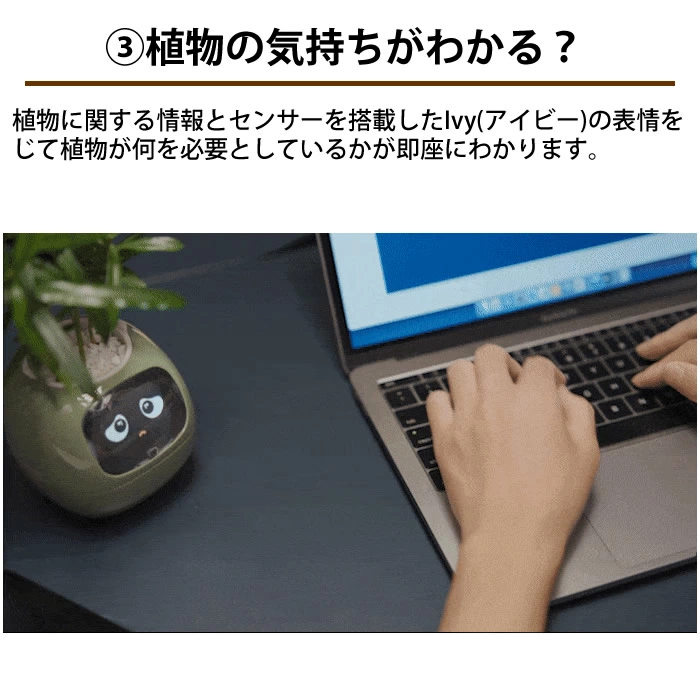 ③植物の気持ちがわかる？
植物に関する情報とセンサーを搭載したIvy(アイビー)の表情を
じて植物が何を必要としているかが即座にわかります。